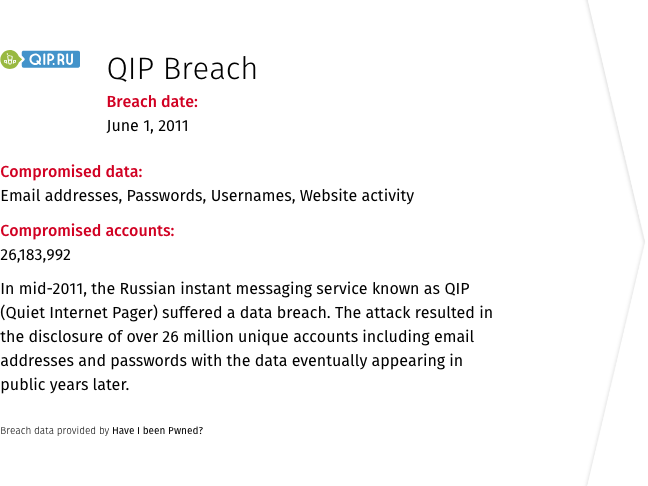 QIP.RU
QIP Breach
Breach date:
June 1, 2011
Compromised data:
Email addresses, Passwords, Usernames, Website activity
Compromised accounts:
26,183,992
In mid-2011, the Russian instant messaging service known as QIP
(Quiet Internet Pager) suffered a data breach. The attack resulted in
the disclosure of over 26 million unique accounts including email
addresses and passwords with the data eventually appearing in
public years later.
Breach data provided by Have I been Pwned?